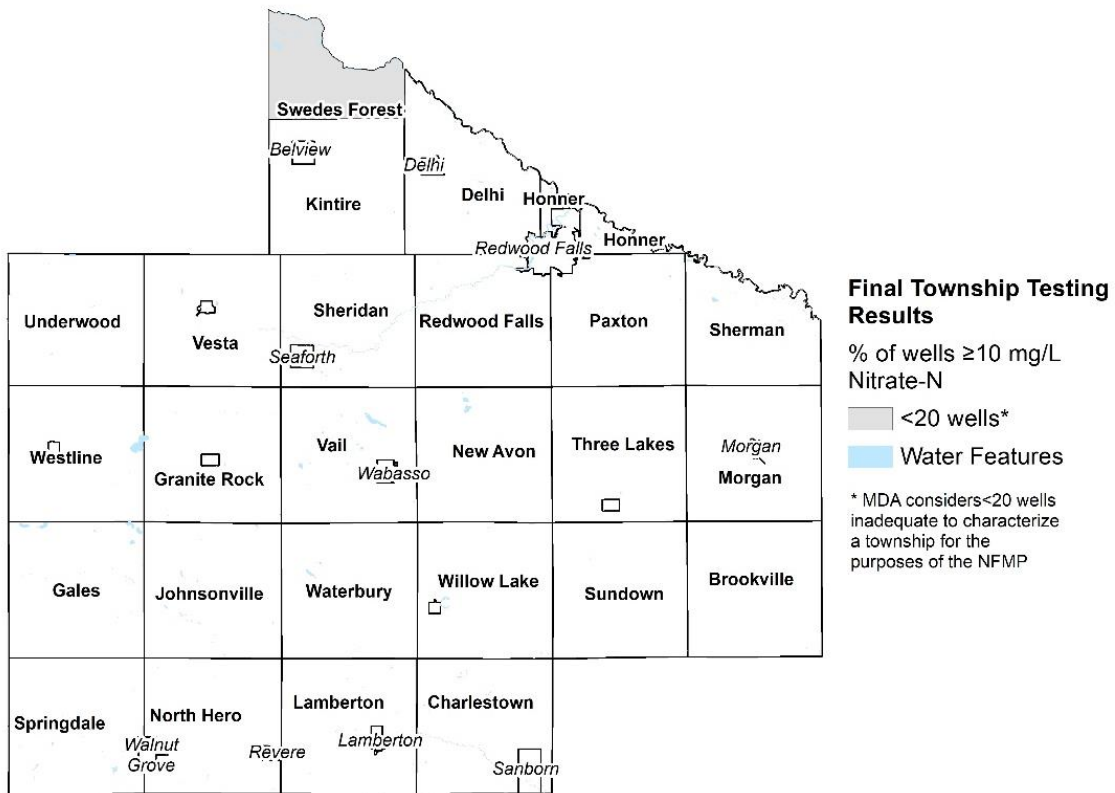 Swedes Forest
Belview
Delhi
Kintire
Delhi
Honner
Honner
Redwood Falls
Underwood
Vesta
Sheridan
Seaforth
Redwood Falls
Paxton
Sherman
Westline
Granite Rock
Vail
Wabasso
New Avon
Three Lakes
Morgan
Morgan
Gales
Johnsonville
Waterbury
Willow Lake
Sundown
Brookville
Springdale
North Hero
Walnut
Grove
Revere
Lamberton
Lamberton
Charlestown
Sanborn
Final Township Testing
Results
% of wells ≥10 mg/L
Nitrate-N
<20 wells*
Water Features
* MDA considers<20 wells
inadequate to characterize
a township for the
purposes of the NFMP